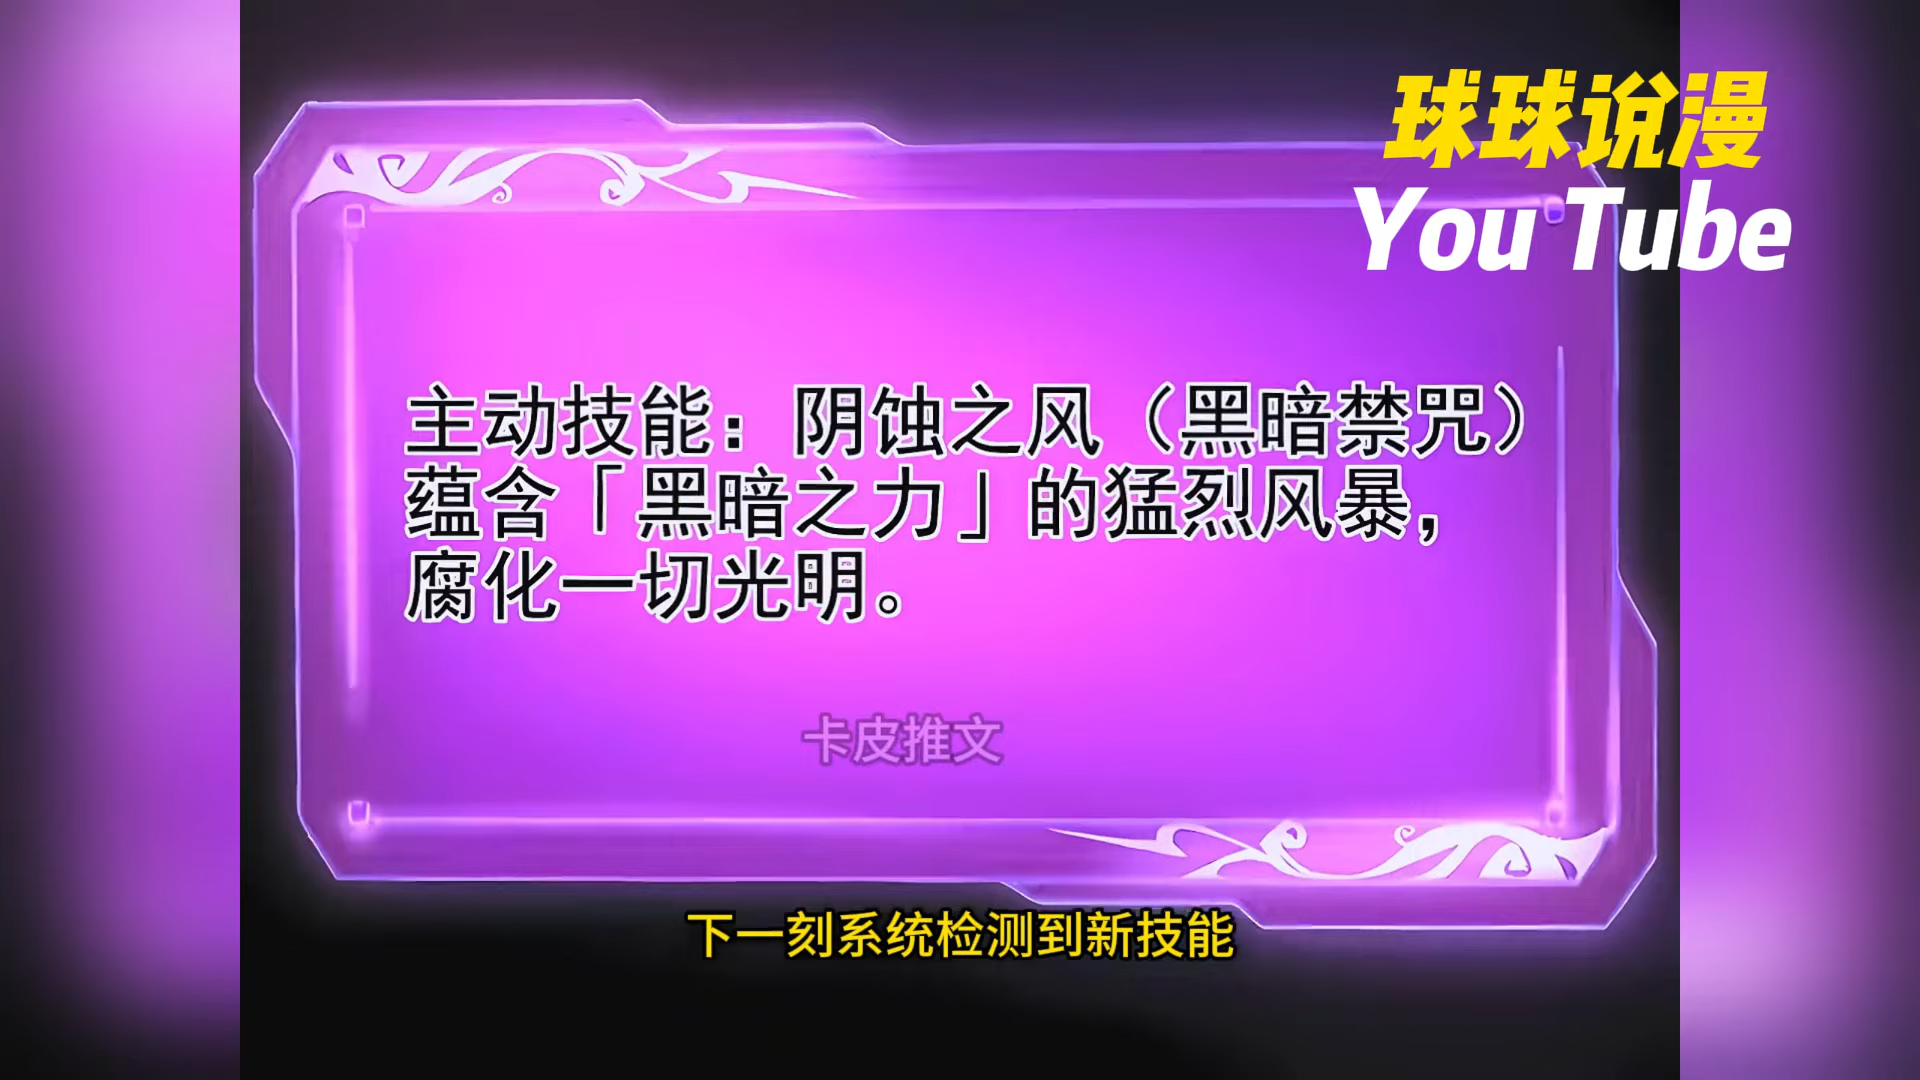 球球说漫
YouTube
主动技能：阴蚀之风（黑暗禁咒）
蕴含「黑暗之力」的猛烈风暴，
腐化一切光明。
卡皮推文
下一刻系统检测到新技能